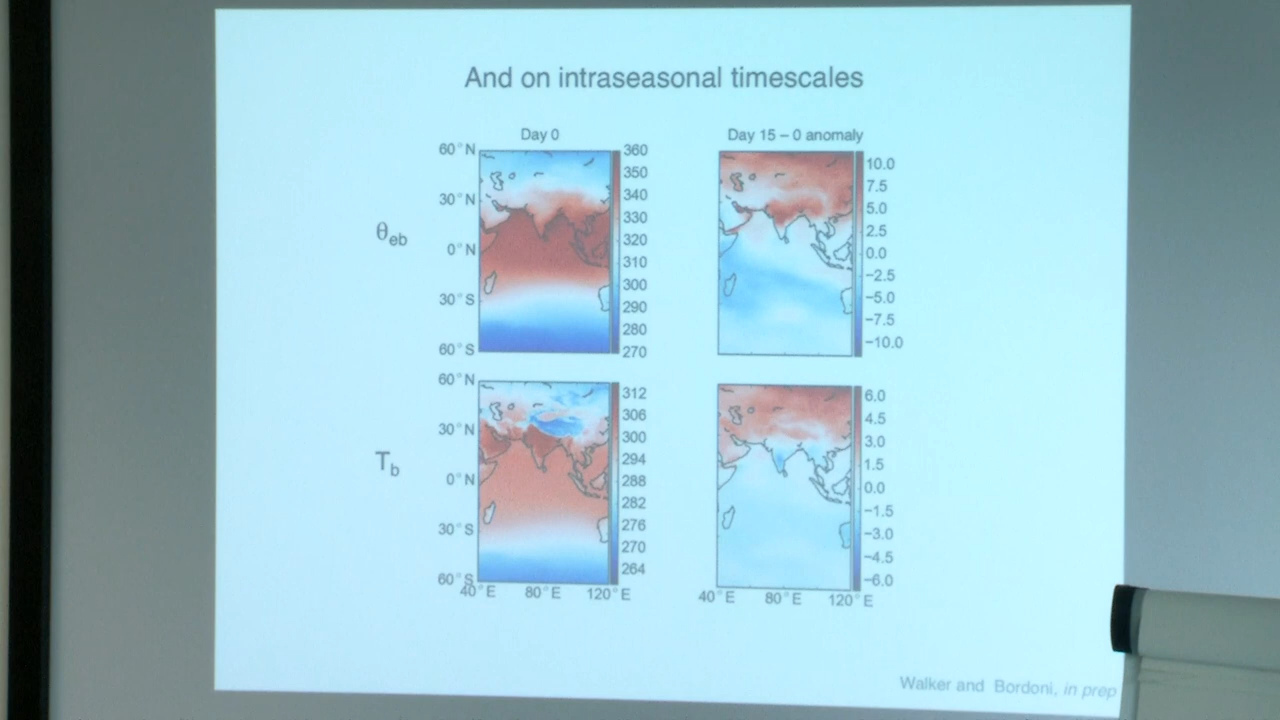 And on intraseasonal timescales
Day 0
Day 15 – 0 anomaly
θeb
60°N
30°N
0°N
30°S
60°S
360
350
340
330
320
310
300
290
280
270
10.0
7.5
5.0
2.5
0.0
−2.5
−5.0
−7.5
−10.0
Tb
60°N
30°N
0°N
30°S
60°S
312
306
300
294
288
282
276
270
264
6.0
4.5
3.0
1.5
0.0
−1.5
−3.0
−4.5
−6.0
40°E 80°E 120°E
40°E 80°E 120°E
Walker and Bordoni, in prep